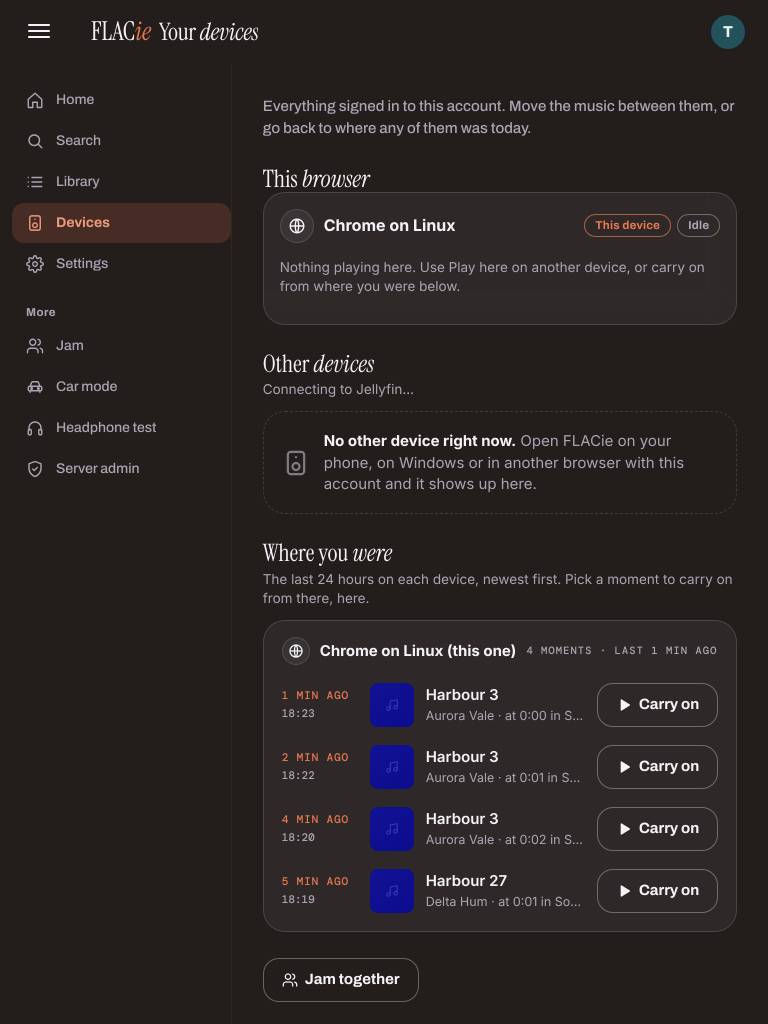 FLACie Your devices
T
Home
Search
Library
Devices
Settings
More
Jam
Car mode
Headphone test
Server admin
Everything signed in to this account. Move the music between them, or
go back to where any of them was today.
This browser
Chrome on Linux
This device
Idle
Nothing playing here. Use Play here on another device, or carry on
from where you were below.
Other devices
Connecting to Jellyfin...
No other device right now. Open FLACie on your
phone, on Windows or in another browser with this
account and it shows up here.
Where you were
The last 24 hours on each device, newest first. Pick a moment to carry on
from there, here.
Chrome on Linux (this one) 4 MOMENTS · LAST 1 MIN AGO
1 MIN AGO
18:23
Harbour 3
Aurora Vale · at 0:00 in S...
Carry on
2 MIN AGO
18:22
Harbour 3
Aurora Vale · at 0:01 in S...
Carry on
4 MIN AGO
18:20
Harbour 3
Aurora Vale · at 0:02 in S...
Carry on
5 MIN AGO
18:19
Harbour 27
Delta Hum · at 0:01 in So...
Carry on
Jam together